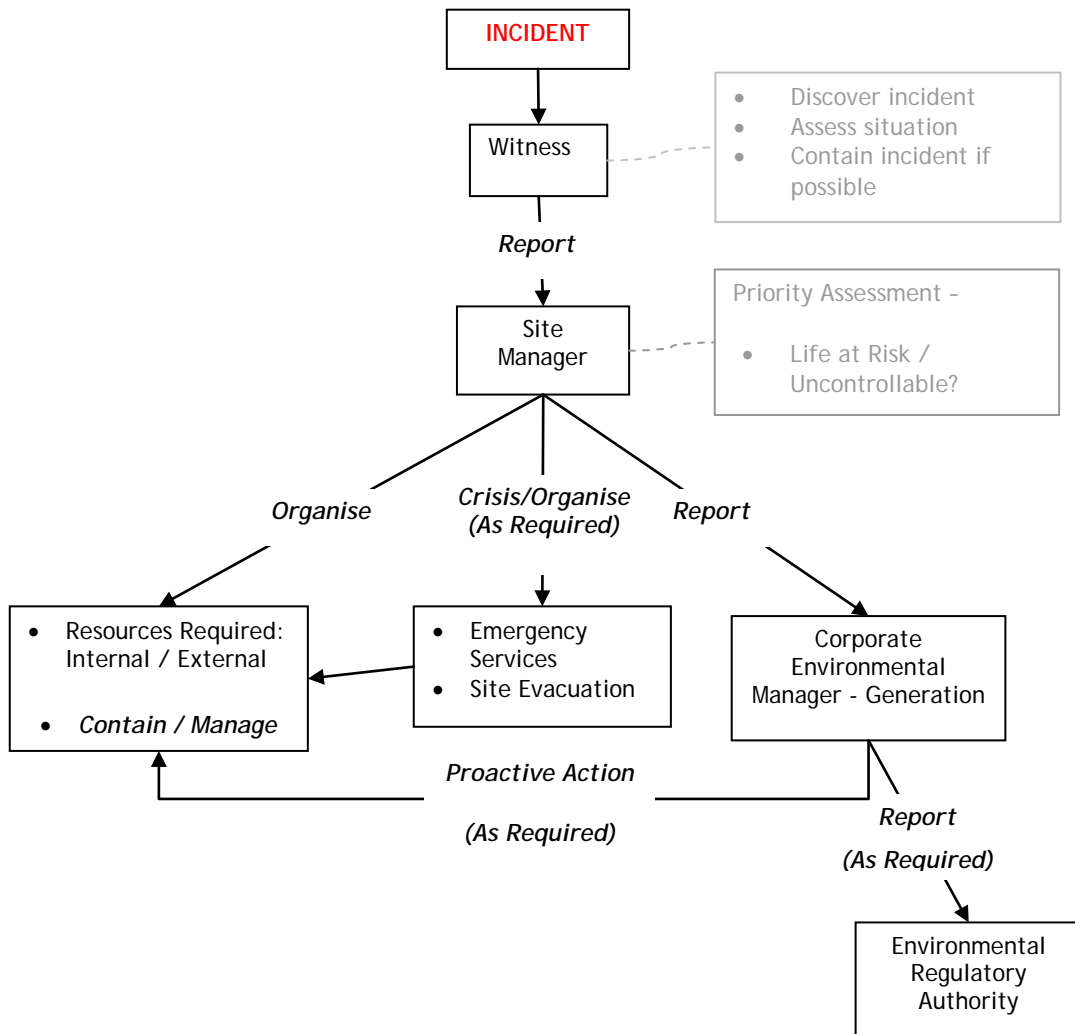 INCIDENT
Witness
• Discover incident
• Assess situation
• Contain incident if
possible
Report
Site
Manager
Priority Assessment –
• Life at Risk /
Uncontrollable?
Organise
Crisis/Organise
(As Required)
Report
• Resources Required:
Internal / External
• Contain / Manage
• Emergency
Services
• Site Evacuation
Corporate
Environmental
Manager - Generation
Proactive Action
(As Required)
Report
(As Required)
Environmental
Regulatory
Authority